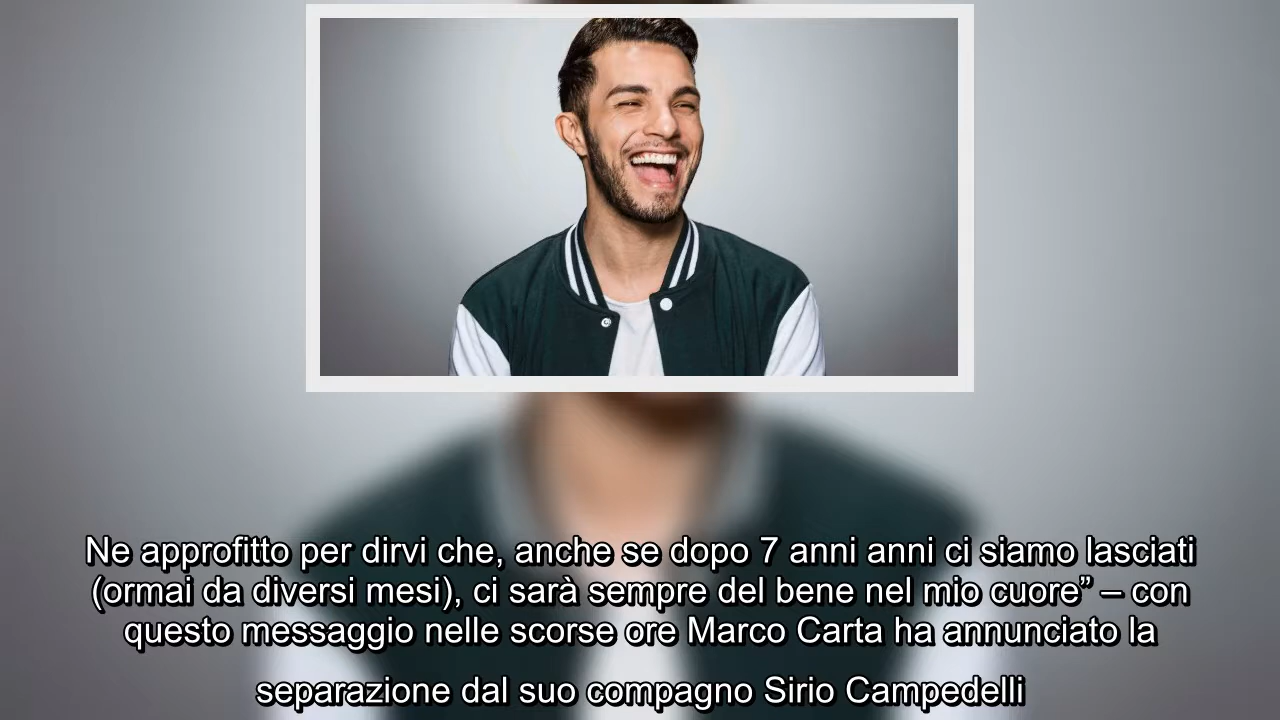 Ne approfitto per dirvi che, anche se dopo 7 anni anni ci siamo lasciati
(ormai da diversi mesi), ci sarà sempre del bene nel mio cuore” – con
questo messaggio nelle scorse ore Marco Carta ha annunciato la
separazione dal suo compagno Sirio Campedelli